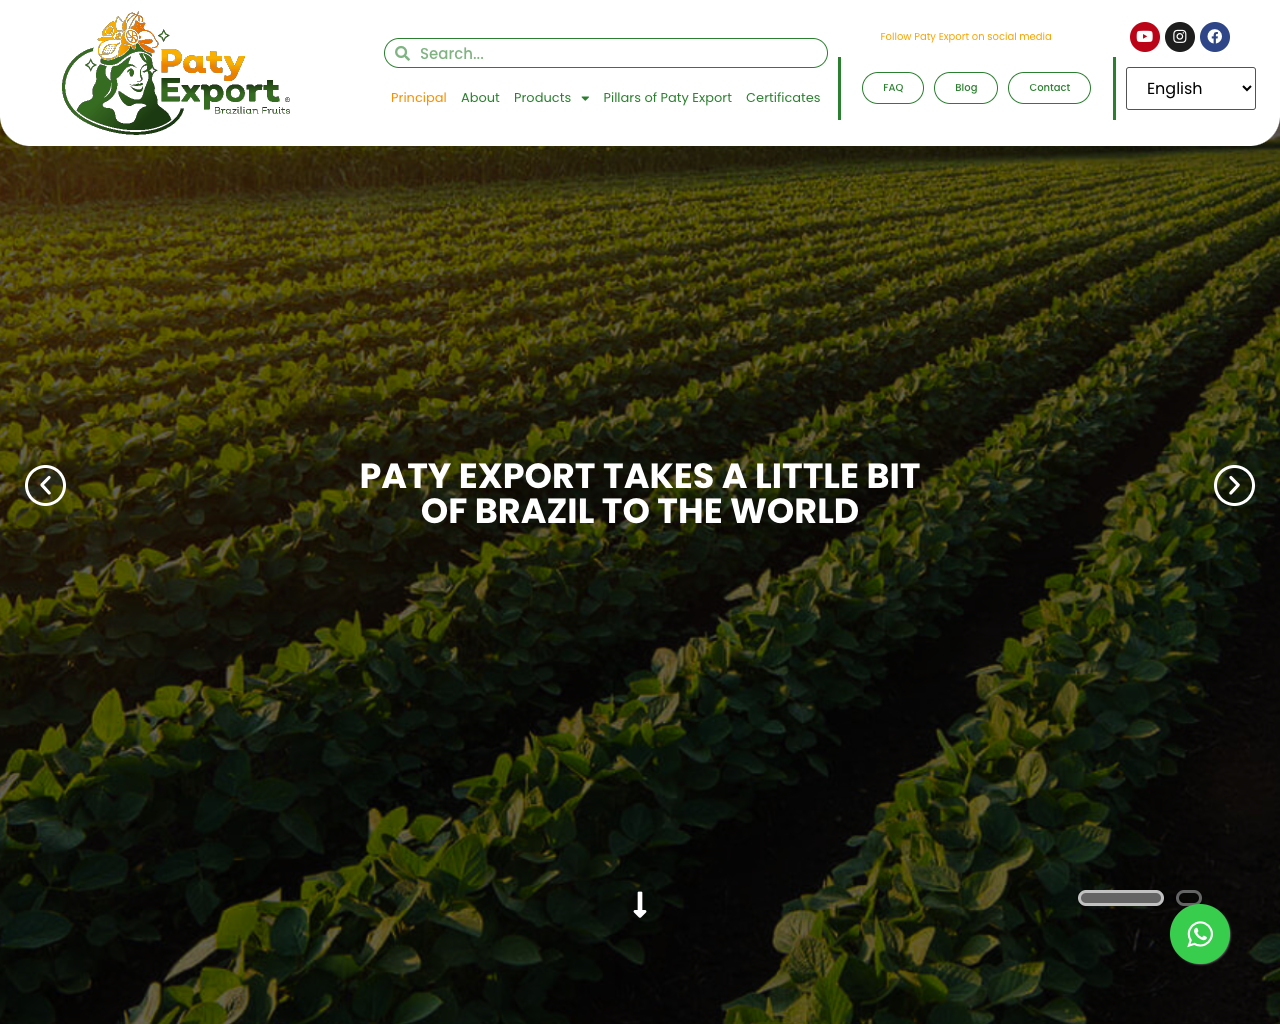 Paty
Export ®
Brazilian Fruits
Search...
Principal About Products Pillars of Paty Export Certificates
Follow Paty Export on social media
FAQ Blog Contact
English
PATY EXPORT TAKES A LITTLE BIT
OF BRAZIL TO THE WORLD